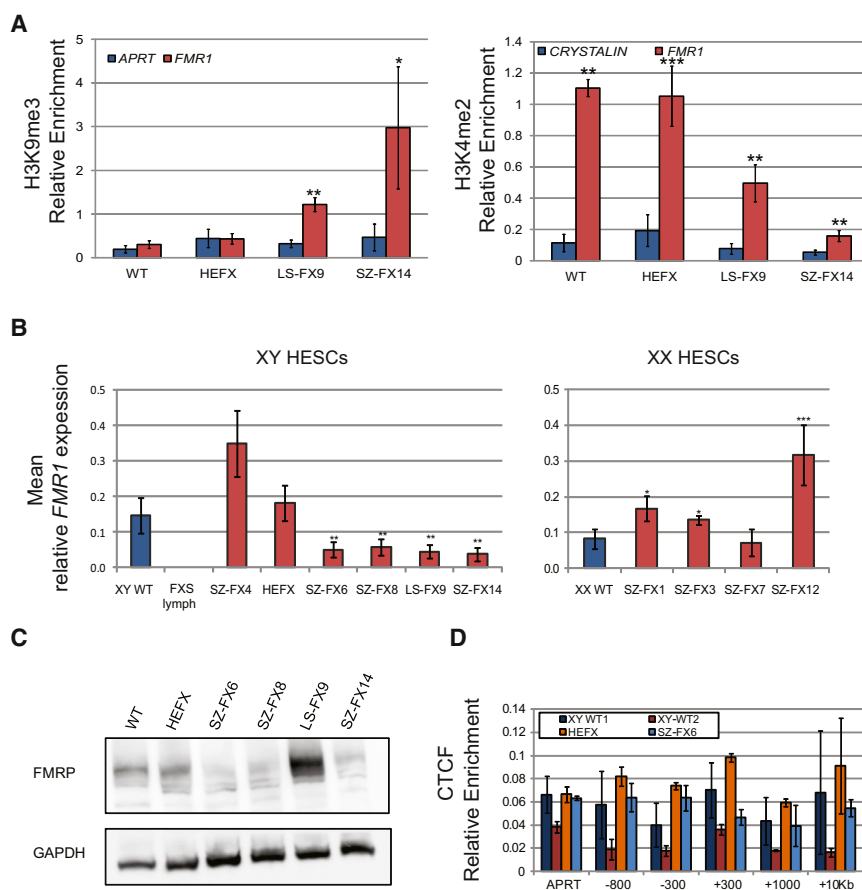 A
H3K9me3
Relative Enrichment
5
4
3
2
1
0
APRT
FMR1
**
*
WT
HEFX
LS-FX9
SZ-FX14
H3K4me2
Relative Enrichment
1.4
1.2
1
0.8
0.6
0.4
0.2
0
CRYSTALIN
FMR1
**
***
**
**
WT
HEFX
LS-FX9
SZ-FX14
B
XY HESCs
Mean
relative FMR1 expression
0.5
0.4
0.3
0.2
0.1
0.0
**
**
**
**
XY WT
FXS
lymph
SZ-FX4
HEFX
SZ-FX6
SZ-FX8
LS-FX9
SZ-FX14
XX HESCs
0.5
0.4
0.3
0.2
0.1
0.0
*
*
***
XX WT
SZ-FX1
SZ-FX3
SZ-FX7
SZ-FX12
C
WT
HEFX
SZ-FX6
SZ-FX8
LS-FX9
SZ-FX14
FMRP
GAPDH
D
CTCF
Relative Enrichment
0.14
0.12
0.1
0.08
0.06
0.04
0.02
0
XY WT1
XY-WT2
HEFX
SZ-FX6
APRT
-800
-300
+300
+1000
+10Kb